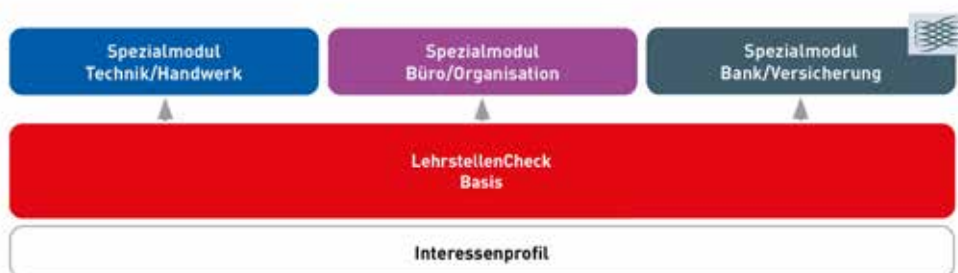 Spezialmodul
Technik/Handwerk
Spezialmodul
Büro/Organisation
Spezialmodul
Bank/Versicherung
LehrstellenCheck
Basis
Interessenprofil